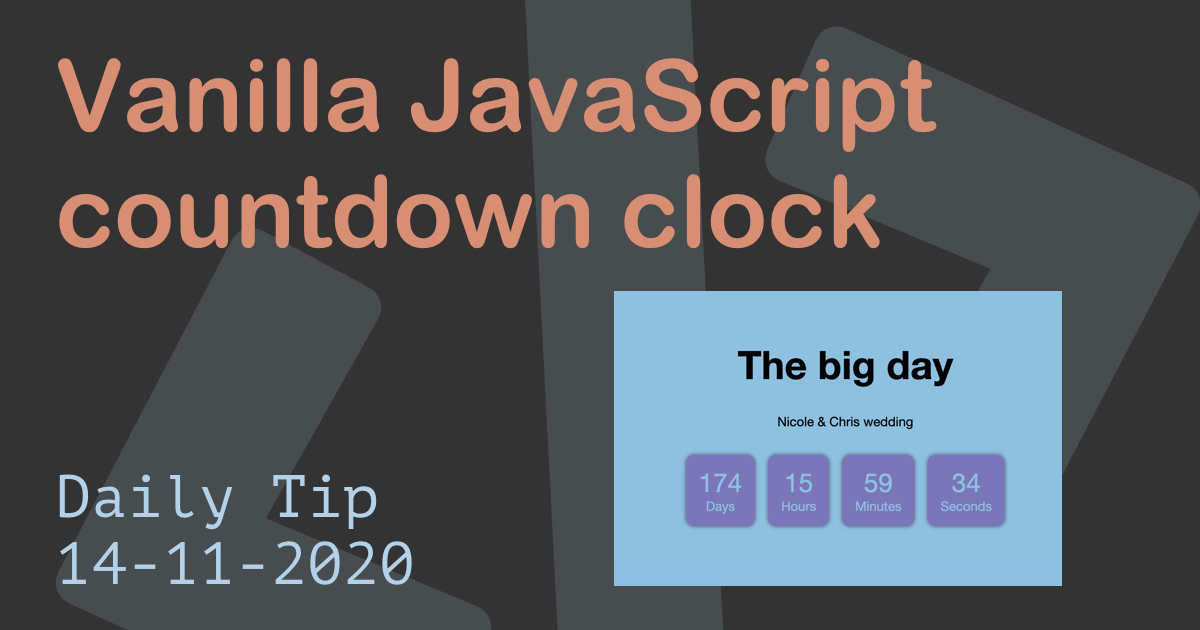 Vanilla JavaScript
countdown clock
The big day
Nicole & Chris wedding
174 15 59 34
Days Hours Minutes Seconds
Daily Tip
14-11-2020